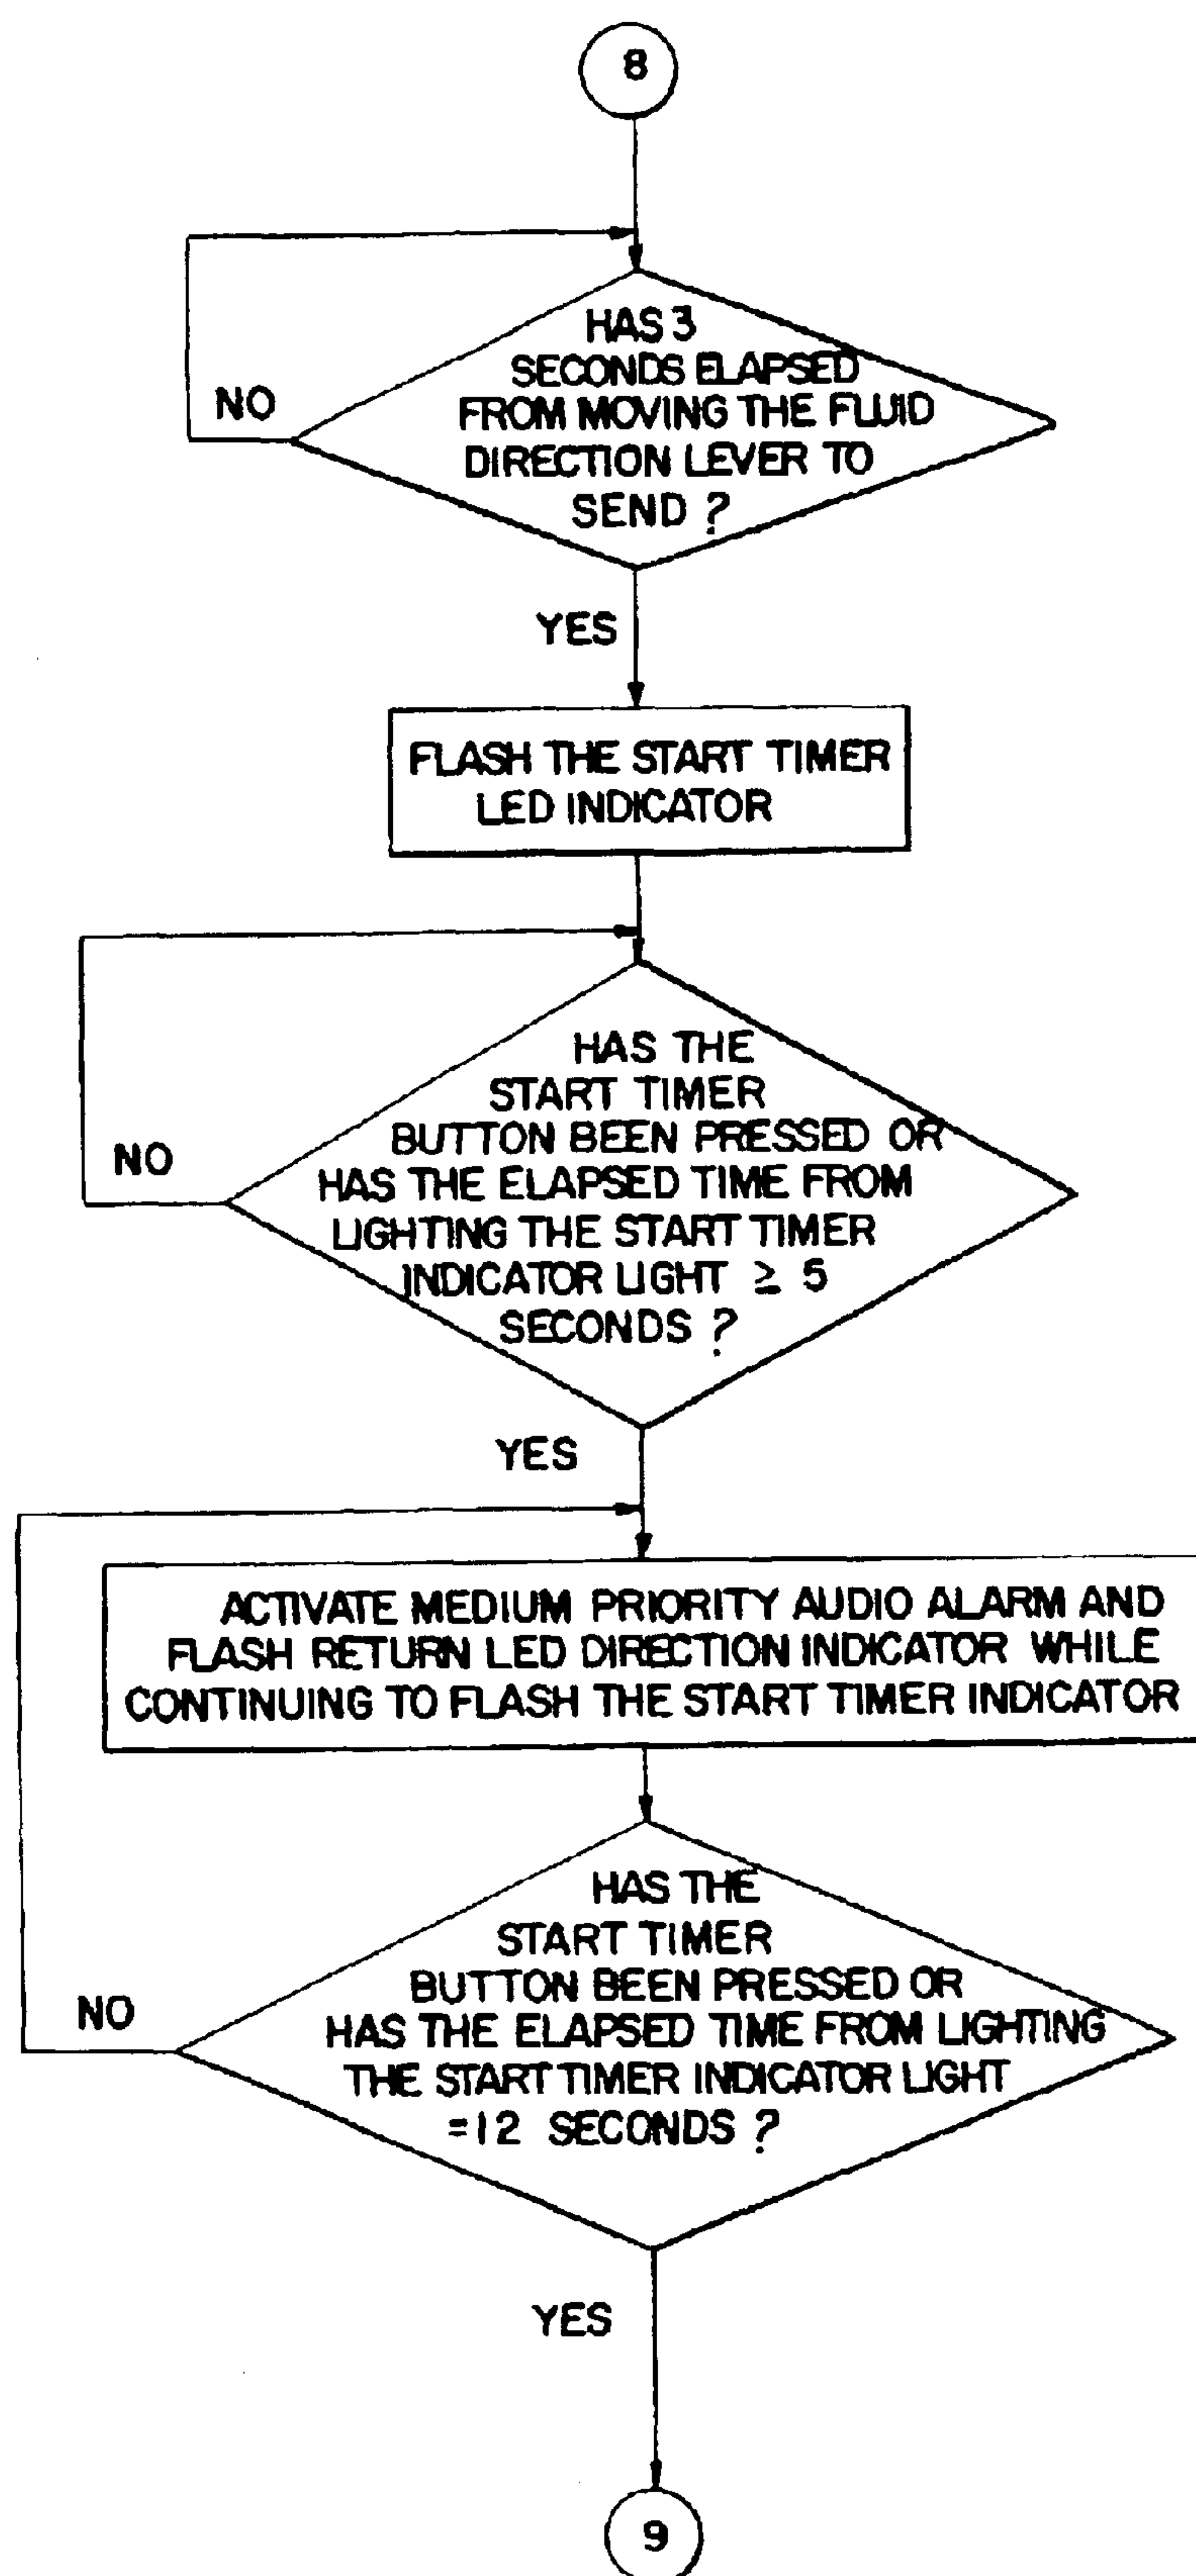 8
HAS 3
SECONDS ELAPSED
FROM MOVING THE FLUID
DIRECTION LEVER TO
SEND ?
NO
YES
FLASH THE START TIMER
LED INDICATOR
HAS THE
START TIMER
BUTTON BEEN PRESSED OR
HAS THE ELAPSED TIME FROM
LIGHTING THE START TIMER
INDICATOR LIGHT ≥ 5
SECONDS ?
NO
YES
ACTIVATE MEDIUM PRIORITY AUDIO ALARM AND
FLASH RETURN LED DIRECTION INDICATOR WHILE
CONTINUING TO FLASH THE START TIMER INDICATOR
HAS THE
START TIMER
BUTTON BEEN PRESSED OR
HAS THE ELAPSED TIME FROM LIGHTING
THE START TIMER INDICATOR LIGHT
=12 SECONDS ?
NO
YES
9